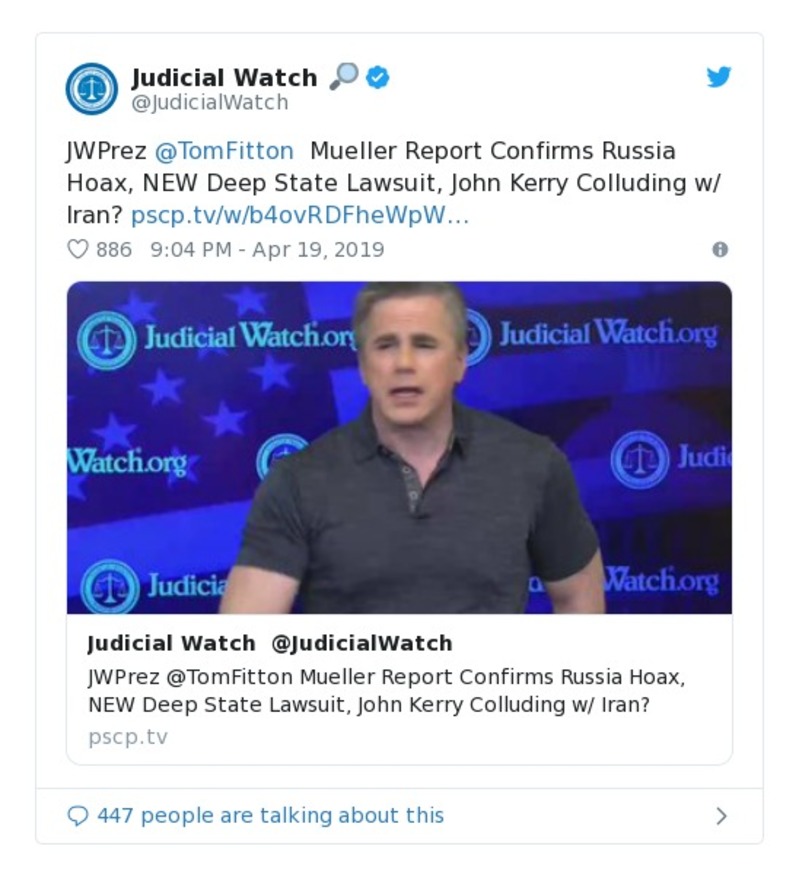 Judicial Watch
@JudicialWatch
JWPrez @TomFitton Mueller Report Confirms Russia
Hoax, NEW Deep State Lawsuit, John Kerry Colluding w/
Iran? pscp.tv/w/b4ovRDFheWpW…
886 9:04 PM - Apr 19, 2019
Judicial Watch.org
Judicial Watch.org
Watch.org
Judic
Judicia
Watch.org
Judicial Watch @JudicialWatch
JWPrez @TomFitton Mueller Report Confirms Russia Hoax,
NEW Deep State Lawsuit, John Kerry Colluding w/ Iran?
pscp.tv
447 people are talking about this